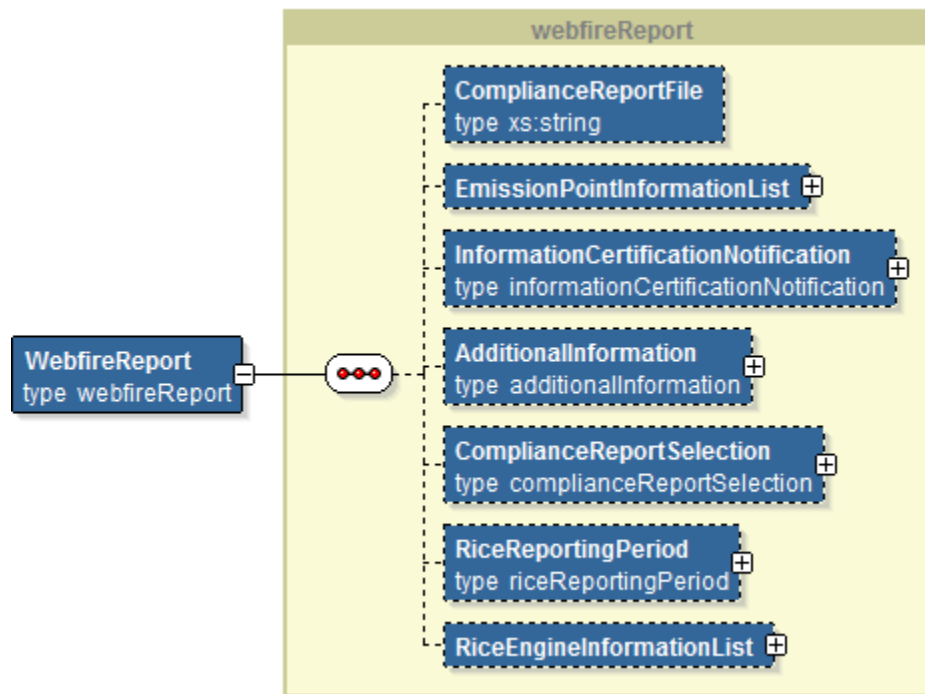 webfireReport
ComplianceReportFile
type xs:string
EmissionPointInformationList
InformationCertificationNotification
type informationCertificationNotification
WebfireReport
type webfireReport
AdditionalInformation
type additionalInformation
ComplianceReportSelection
type complianceReportSelection
RiceReportingPeriod
type riceReportingPeriod
RiceEngineInformationList